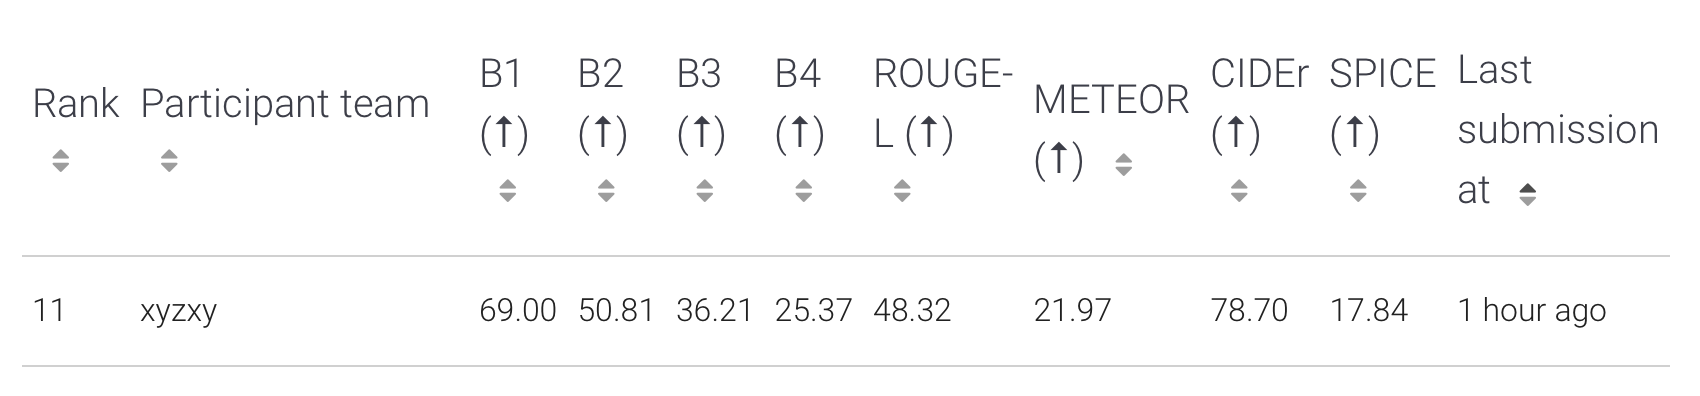 Rank Participant team B1 (↑) B2 (↑) B3 (↑) B4 (↑) ROUGE-L (↑) METEOR (↑) CIDEr (↑) SPICE (↑) Last submission at
11 xyzxy 69.00 50.81 36.21 25.37 48.32 21.97 78.70 17.84 1 hour ago